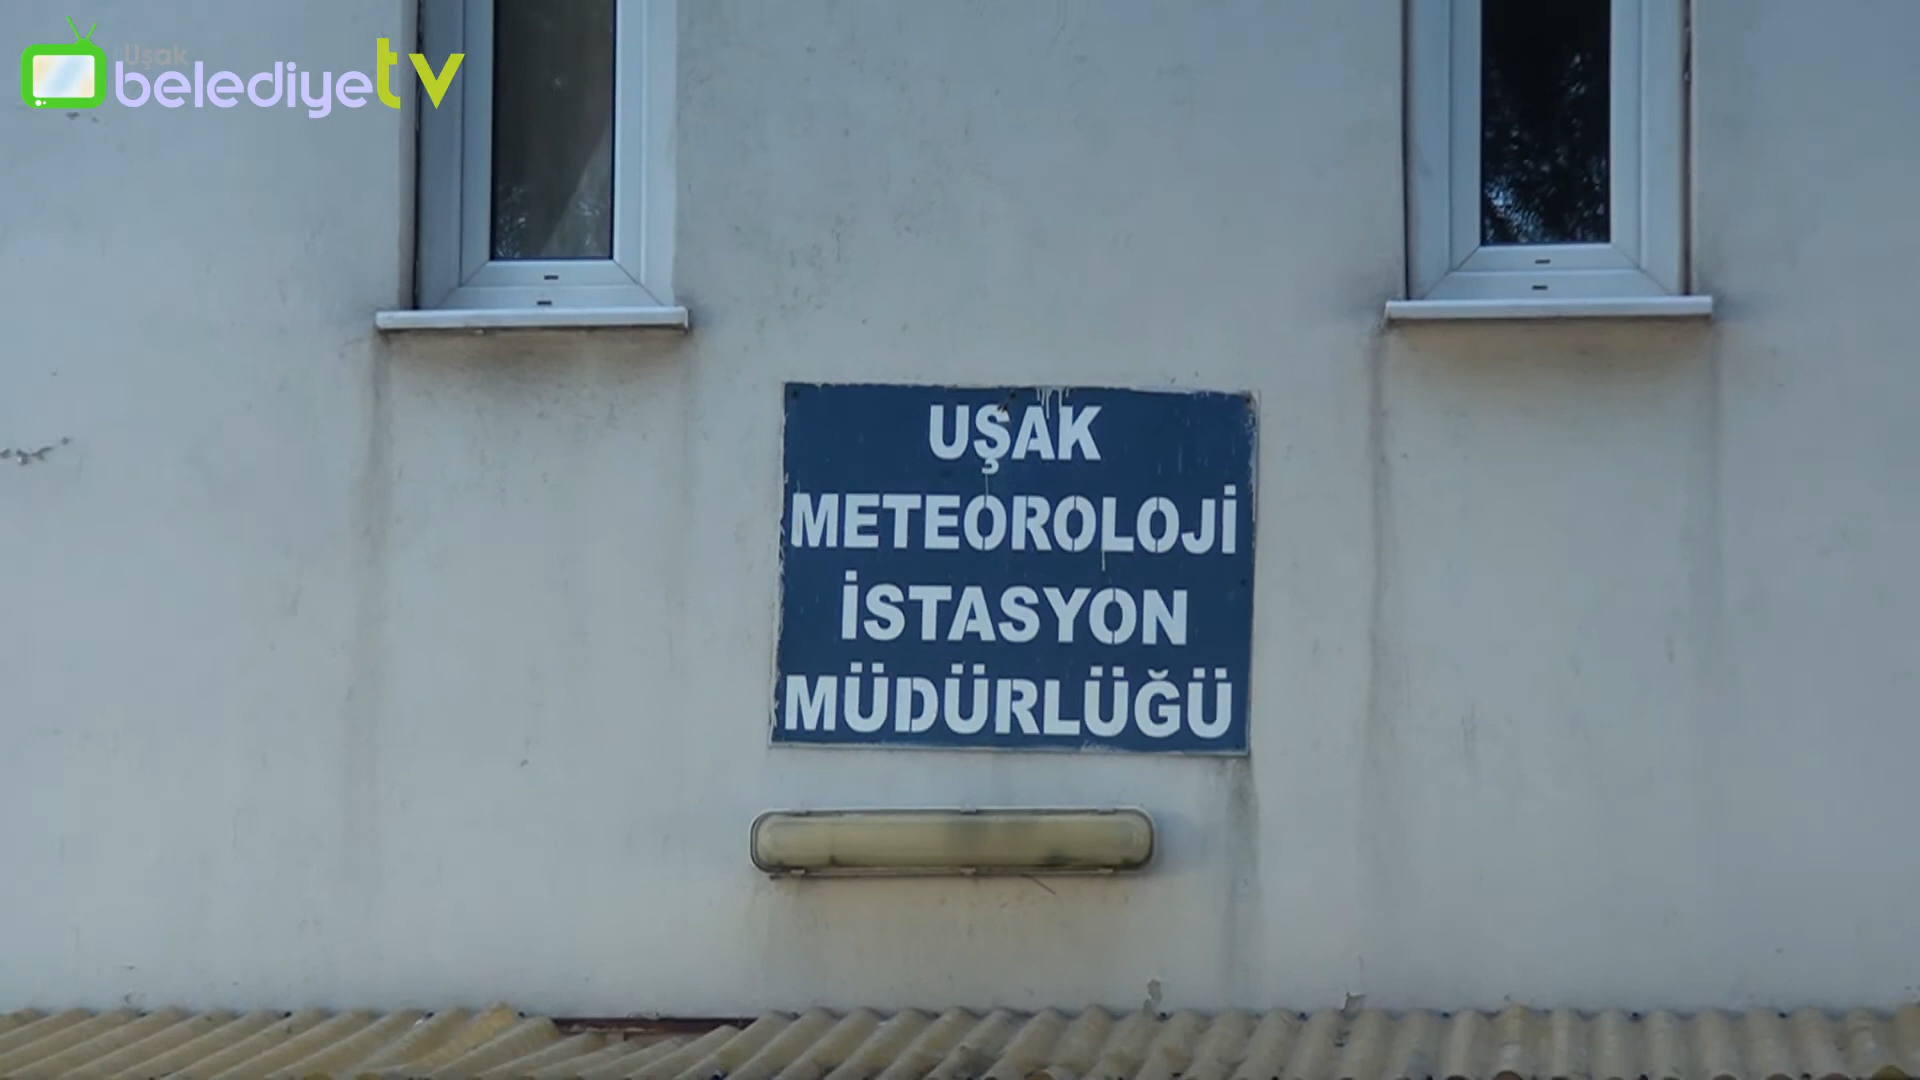 Uşak
belediyetv
UŞAK
METEOROLOJİ
İSTASYON
MÜDÜRLÜĞÜ